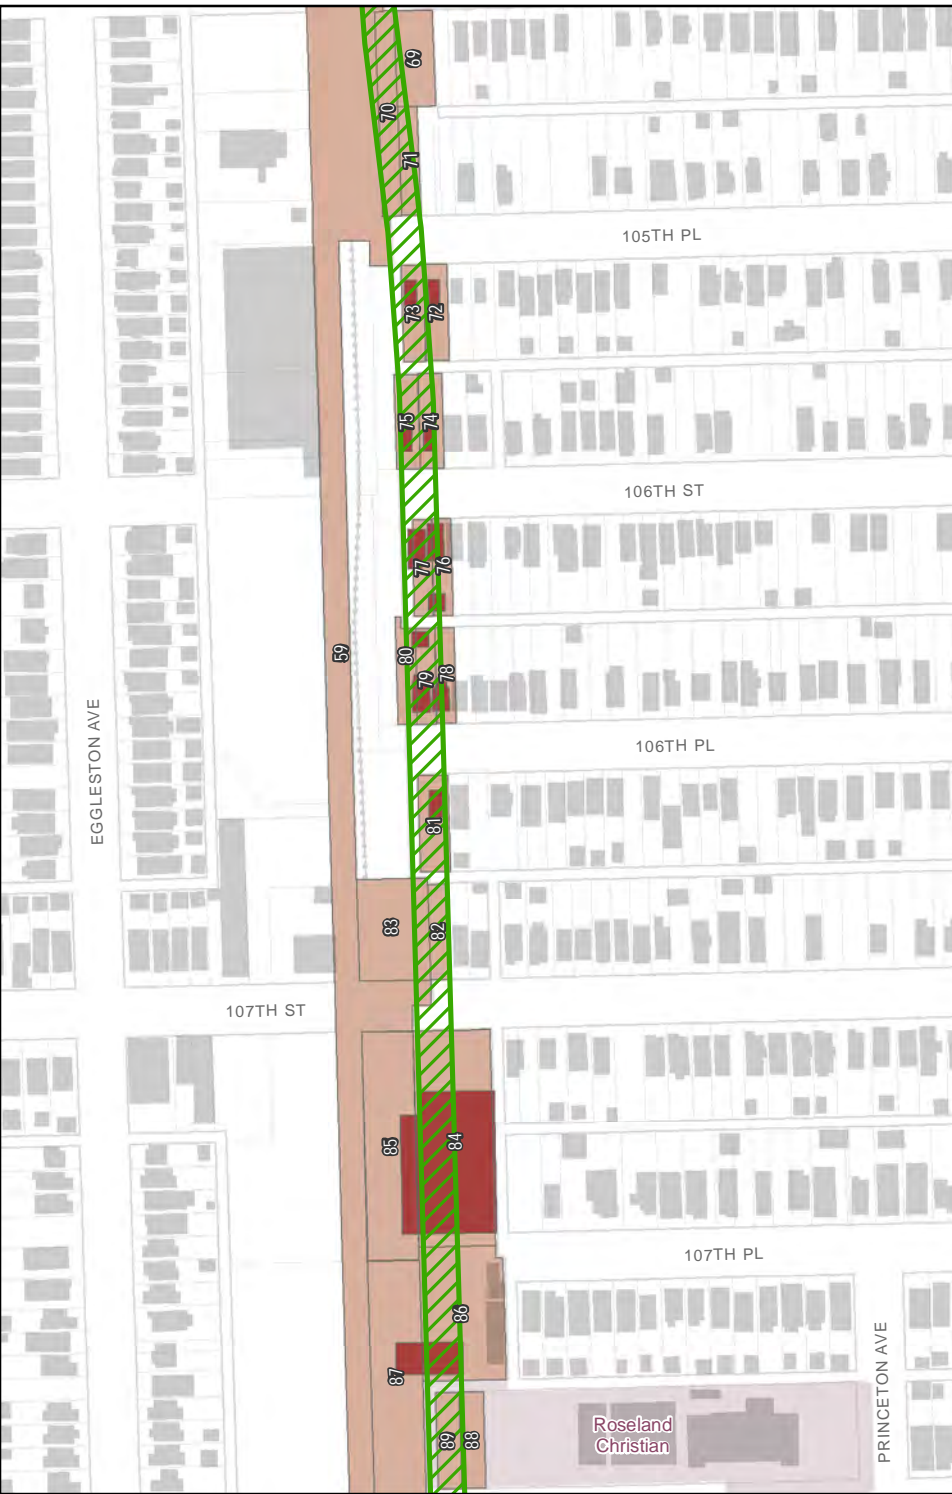 69
70
71
105TH PL
73
72
75
74
106TH ST
77
76
59
80
79
78
EGGLESTON AVE
106TH PL
81
83
82
107TH ST
85
84
107TH PL
86
87
PRINCETON AVE
Roseland
Christian
89
88